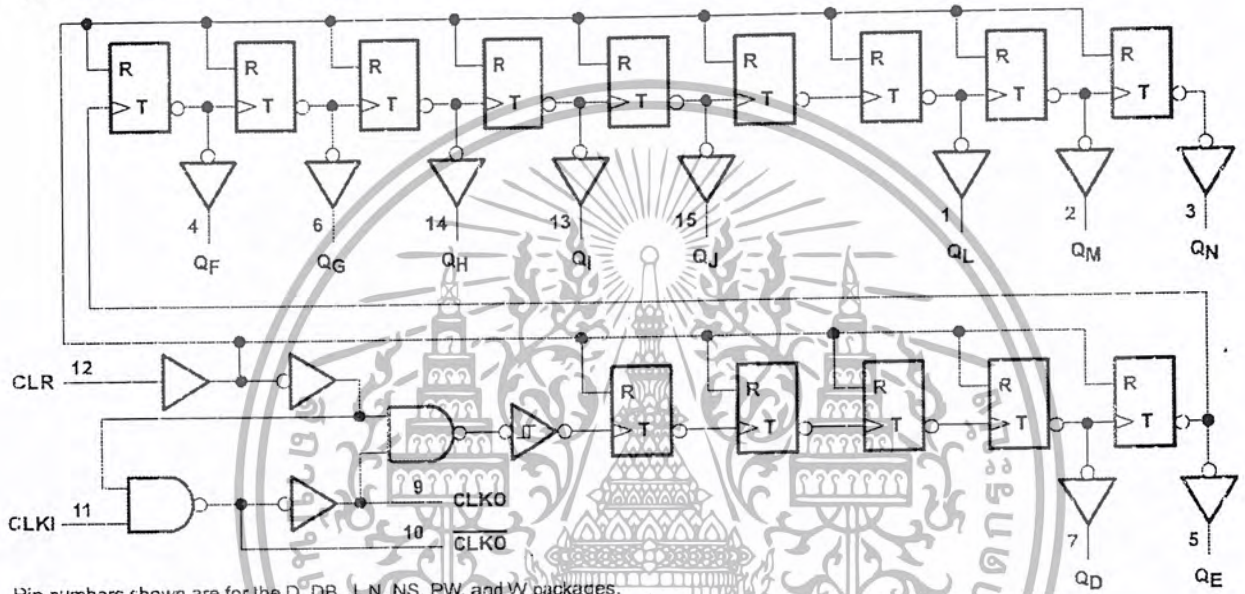 R R R R R R R R R
T T T T T T T T T
4 6 14 13 15 1 2 3
QF QG QH QI QJ QL QM QN
CLR 12
R R R R R
T T T T T
CLKI 11
9 CLKO
10 CLKO
7 5
QD QE
Pin numbers shown are for the D, DB, J, N, NS, PW, and W packages.